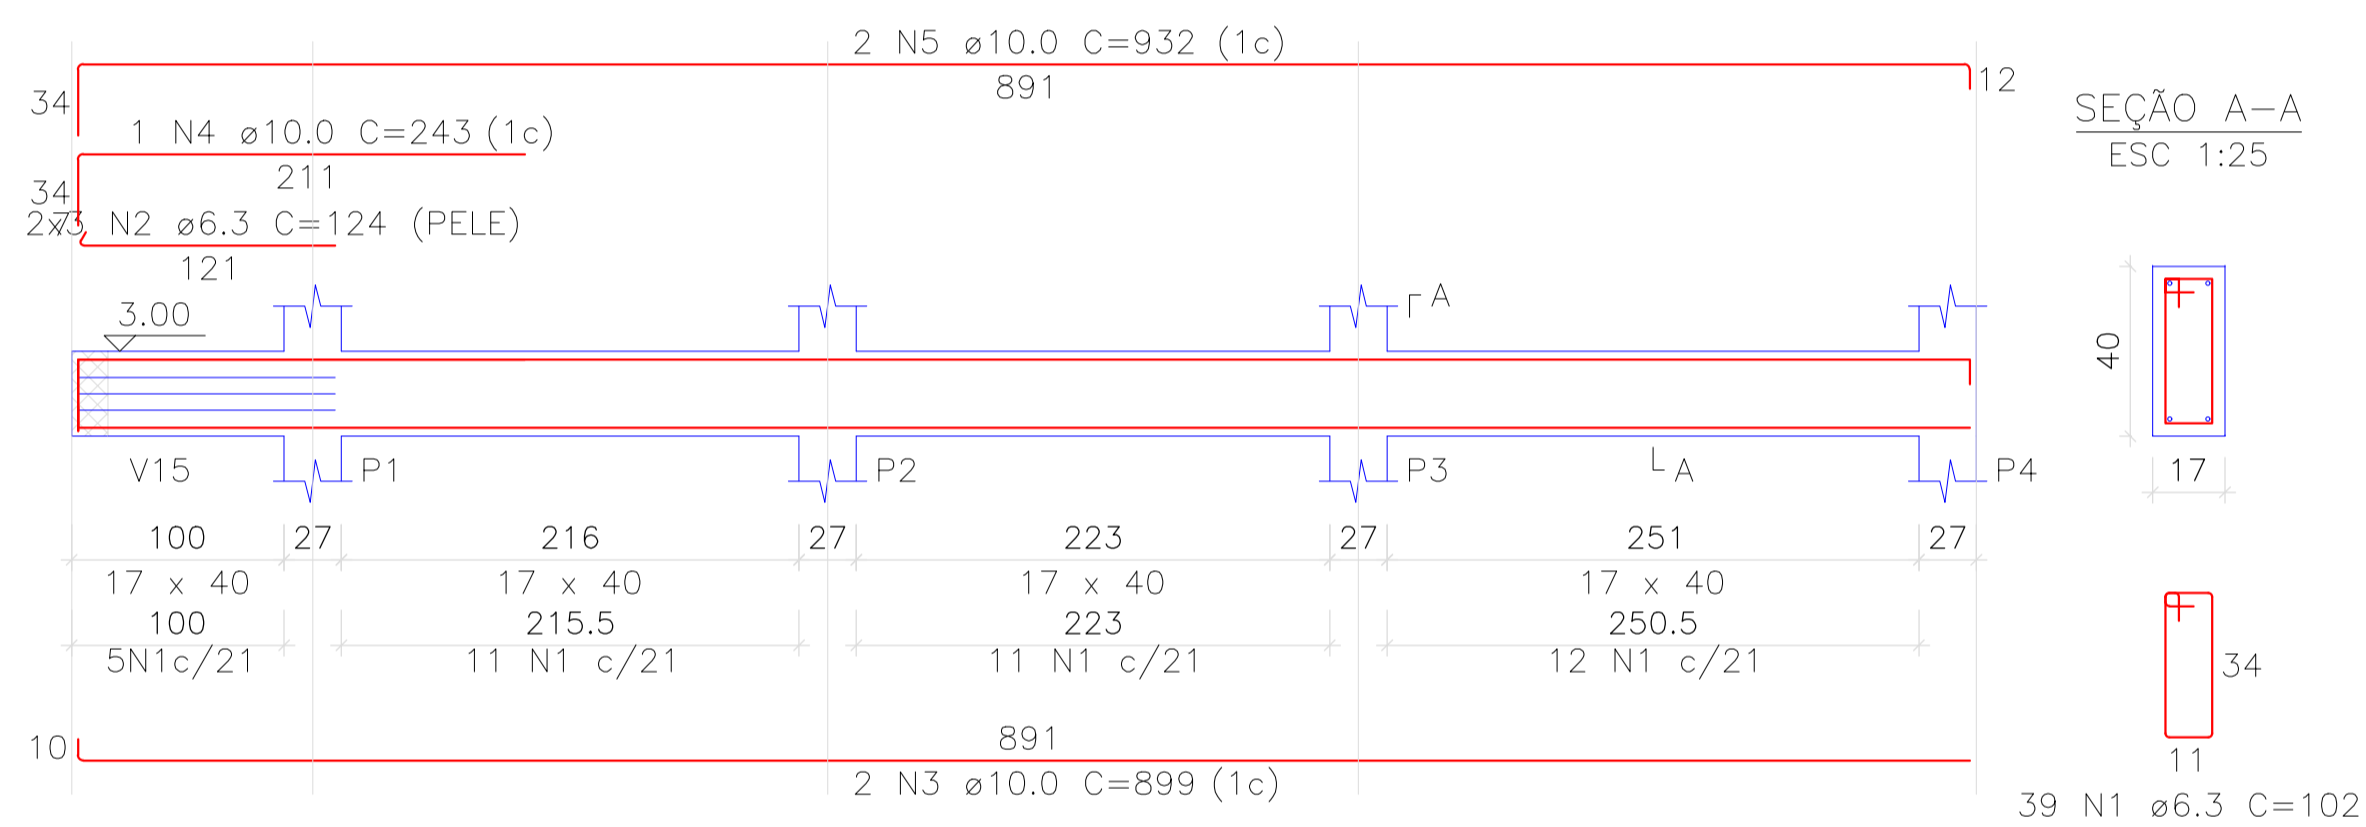 2 N5 ø10.0 C=932 (1c)
891
12
34
1 N4 ø10.0 C=243 (1c)
211
34
2x3 N2 ø6.3 C=124 (PELE)
7
121
3.00
SEÇÃO A-A
ESC 1:25
A
40
17
V15
P1
P2
P3
A
P4
100
27
216
27
223
27
251
27
17 x 40
17 x 40
17 x 40
17 x 40
100
215.5
223
250.5
5N1c/21
11 N1 c/21
11 N1 c/21
12 N1 c/21
34
11
39 N1 ø6.3 C=102
891
10
2 N3 ø10.0 C=899 (1c)